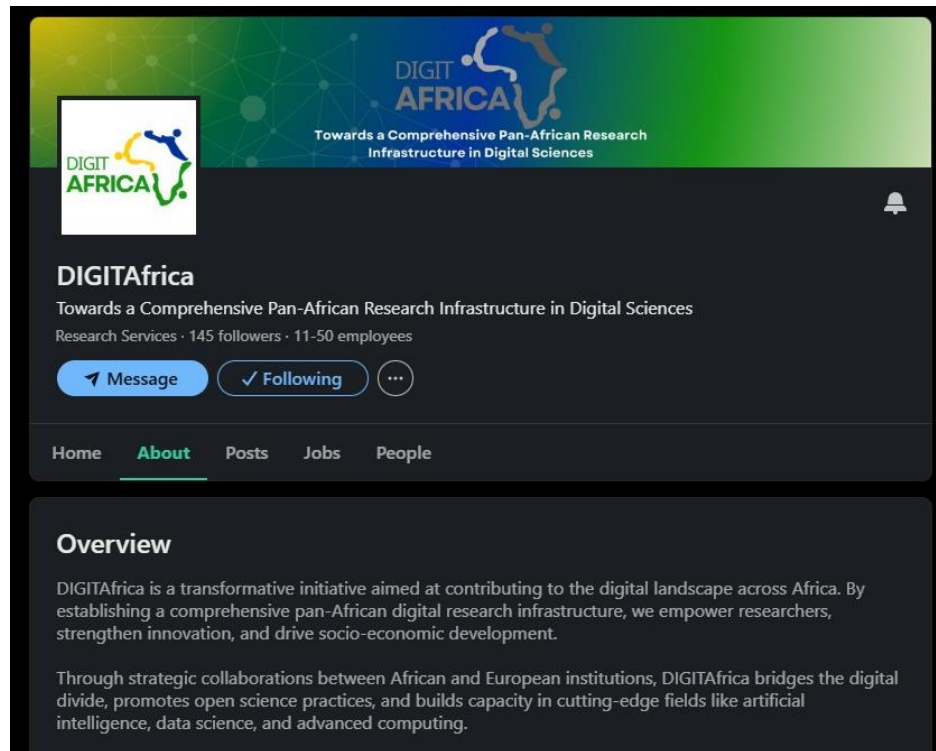 DIGIT
AFRICA
Towards a Comprehensive Pan-African Research
Infrastructure in Digital Sciences
DIGIT
AFRICA
DIGITAfrica
Towards a Comprehensive Pan-African Research Infrastructure in Digital Sciences
Research Services · 145 followers · 11-50 employees
Message
Following
Home About Posts Jobs People
Overview
DIGITAfrica is a transformative initiative aimed at contributing to the digital landscape across Africa. By
establishing a comprehensive pan-African digital research infrastructure, we empower researchers,
strengthen innovation, and drive socio-economic development.
Through strategic collaborations between African and European institutions, DIGITAfrica bridges the digital
divide, promotes open science practices, and builds capacity in cutting-edge fields like artificial
intelligence, data science, and advanced computing.